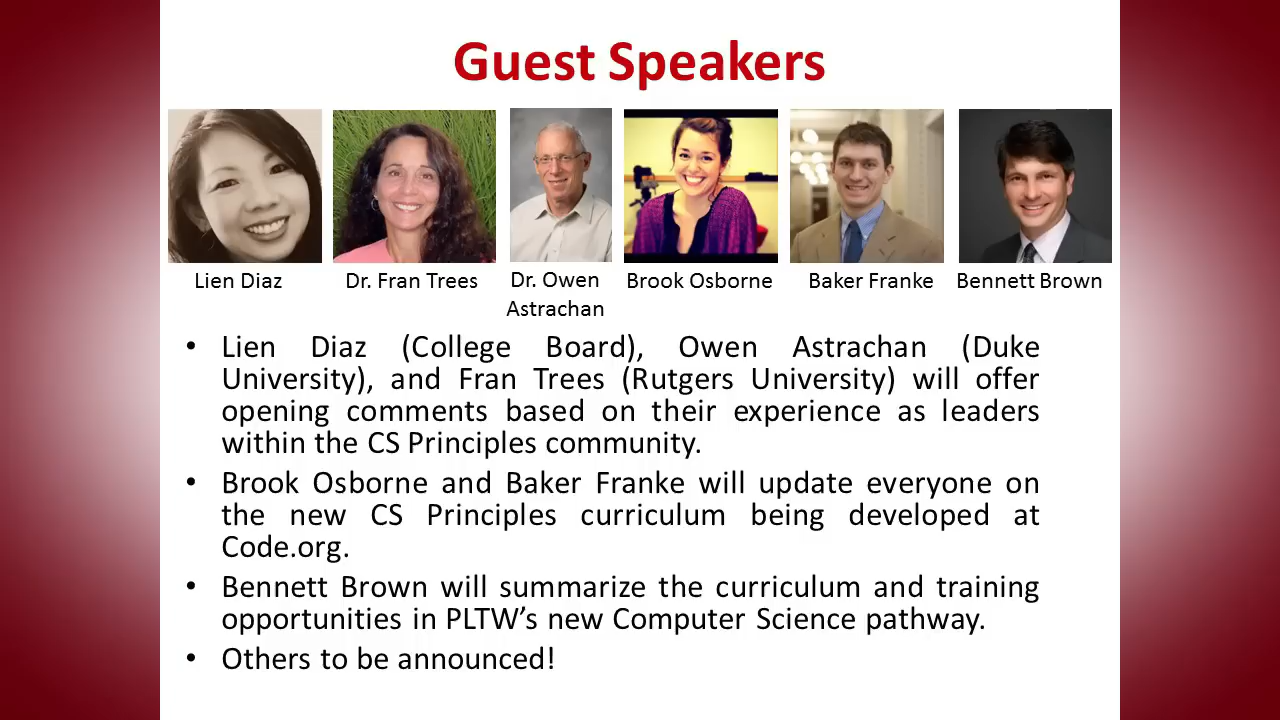 Guest Speakers
Lien Diaz
Dr. Fran Trees
Dr. Owen
Astrachan
Brook Osborne
Baker Franke
Bennett Brown
• Lien Diaz (College Board), Owen Astrachan (Duke
University), and Fran Trees (Rutgers University) will offer
opening comments based on their experience as leaders
within the CS Principles community.
• Brook Osborne and Baker Franke will update everyone on
the new CS Principles curriculum being developed at
Code.org.
• Bennett Brown will summarize the curriculum and training
opportunities in PLTW’s new Computer Science pathway.
• Others to be announced!